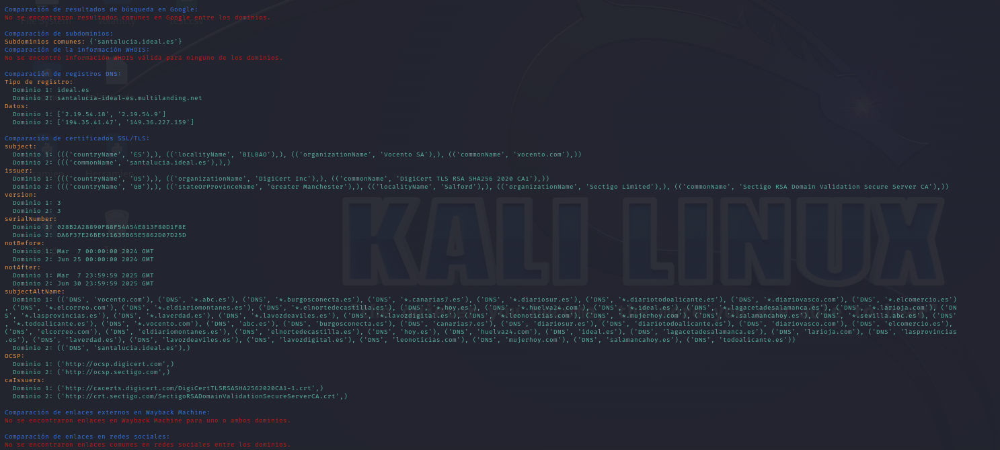 Comparación de resultados de búsqueda en Google:
No se encontraron resultados comunes en Google entre los dominios.
Comparación de subdominios:
Subdominios comunes: {'santalucia.ideal.es'}
Comparación de la información WHOIS:
No se encontró información WHOIS válida para ninguno de los dominios.
Comparación de registros DNS:
Tipo de registro:
Dominio 1: ideal.es
Dominio 2: santalucia-ideal-es.multilanding.net
Datos:
Dominio 1: ['2.19.54.18', '2.19.54.9']
Dominio 2: ['194.35.41.47', '149.36.227.159']
Comparación de certificados SSL/TLS:
subject:
Dominio 1: ((('countryName', 'ES'),), (('localityName', 'BILBAO'),), (('organizationName', 'Vocento SA'),), (('commonName', 'vocento.com'),))
Dominio 2: ((('commonName', 'santalucia.ideal.es'),),)
issuer:
Dominio 1: ((('countryName', 'US'),), (('organizationName', 'DigiCert Inc'),), (('commonName', 'DigiCert TLS RSA SHA256 2020 CA1'),))
Dominio 2: ((('countryName', 'GB'),), (('stateOrProvinceName', 'Greater Manchester'),), (('localityName', 'Salford'),), (('organizationName', 'Sectigo Limited'),), (('commonName', 'Sectigo RSA Domain Validation Secure Server CA'),))
version:
Dominio 1: 3
Dominio 2: 3
serialNumber:
Dominio 1: 028B2A28890F88F54A54E813F80D1F8E
Dominio 2: DA6F37E26BE911635B65E5862D07D25D
notBefore:
Dominio 1: Mar  7 00:00:00 2024 GMT
Dominio 2: Jun 25 00:00:00 2024 GMT
notAfter:
Dominio 1: Mar  7 23:59:59 2025 GMT
Dominio 2: Jun 30 23:59:59 2025 GMT
subjectAltName:
Dominio 1: (('DNS', 'vocento.com'), ('DNS', '*.abc.es'), ('DNS', '*.burgosconecta.es'), ('DNS', '*.canarias7.es'), ('DNS', '*.diariosur.es'), ('DNS', '*.diariotodoalicante.es'), ('DNS', '*.diariovasco.com'), ('DNS', '*.elcomercio.es')
, ('DNS', '*.elcorreo.com'), ('DNS', '*.eldiariomontanes.es'), ('DNS', '*.elnortedecastilla.es'), ('DNS', '*.hoy.es'), ('DNS', '*.huelva24.com'), ('DNS', '*.ideal.es'), ('DNS', '*.lagacetadesalamanca.es'), ('DNS', '*.larioja.com'), ('DN
S', '*.lasprovincias.es'), ('DNS', '*.laverdad.es'), ('DNS', '*.lavozdeaviles.es'), ('DNS', '*.lavozdigital.es'), ('DNS', '*.leonoticias.com'), ('DNS', '*.mujerhoy.com'), ('DNS', '*.salamancahoy.es'), ('DNS', '*.sevilla.abc.es'), ('DNS'
, '*.todoalicante.es'), ('DNS', '*.vocento.com'), ('DNS', 'abc.es'), ('DNS', 'burgosconecta.es'), ('DNS', 'canarias7.es'), ('DNS', 'diariosur.es'), ('DNS', 'diariotodoalicante.es'), ('DNS', 'diariovasco.com'), ('DNS', 'elcomercio.es'),
('DNS', 'elcorreo.com'), ('DNS', 'eldiariomontanes.es'), ('DNS', 'elnortedecastilla.es'), ('DNS', 'hoy.es'), ('DNS', 'huelva24.com'), ('DNS', 'ideal.es'), ('DNS', 'lagacetadesalamanca.es'), ('DNS', 'larioja.com'), ('DNS', 'lasprovincias
.es'), ('DNS', 'laverdad.es'), ('DNS', 'lavozdeaviles.es'), ('DNS', 'lavozdigital.es'), ('DNS', 'leonoticias.com'), ('DNS', 'mujerhoy.com'), ('DNS', 'salamancahoy.es'), ('DNS', 'todoalicante.es'))
Dominio 2: (('DNS', 'santalucia.ideal.es'),)
OCSP:
Dominio 1: ('http://ocsp.digicert.com',)
Dominio 2: ('http://ocsp.sectigo.com',)
caIssuers:
Dominio 1: ('http://cacerts.digicert.com/DigiCertTLSRSASHA2562020CA1-1.crt',)
Dominio 2: ('http://crt.sectigo.com/SectigoRSADomainValidationSecureServerCA.crt',)
Comparación de enlaces externos en Wayback Machine:
No se encontraron enlaces en Wayback Machine para uno o ambos dominios.
Comparación de enlaces en redes sociales:
No se encontraron enlaces comunes en redes sociales entre los dominios.
KALI LINUX